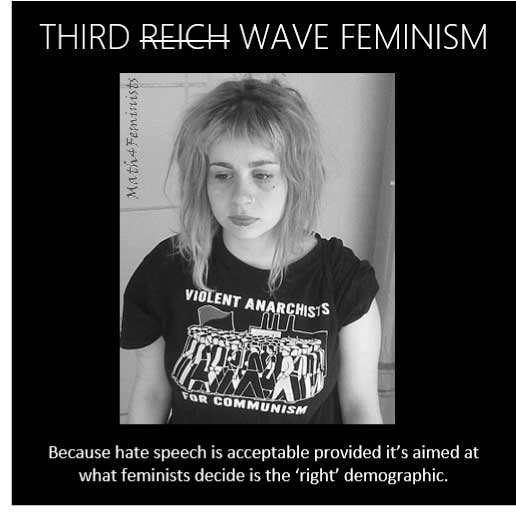 THIRD REICH WAVE FEMINISM
Math4Feminists
VIOLENT ANARCHISTS
FOR COMMUNISM
Because hate speech is acceptable provided it’s aimed at
what feminists decide is the ‘right’ demographic.